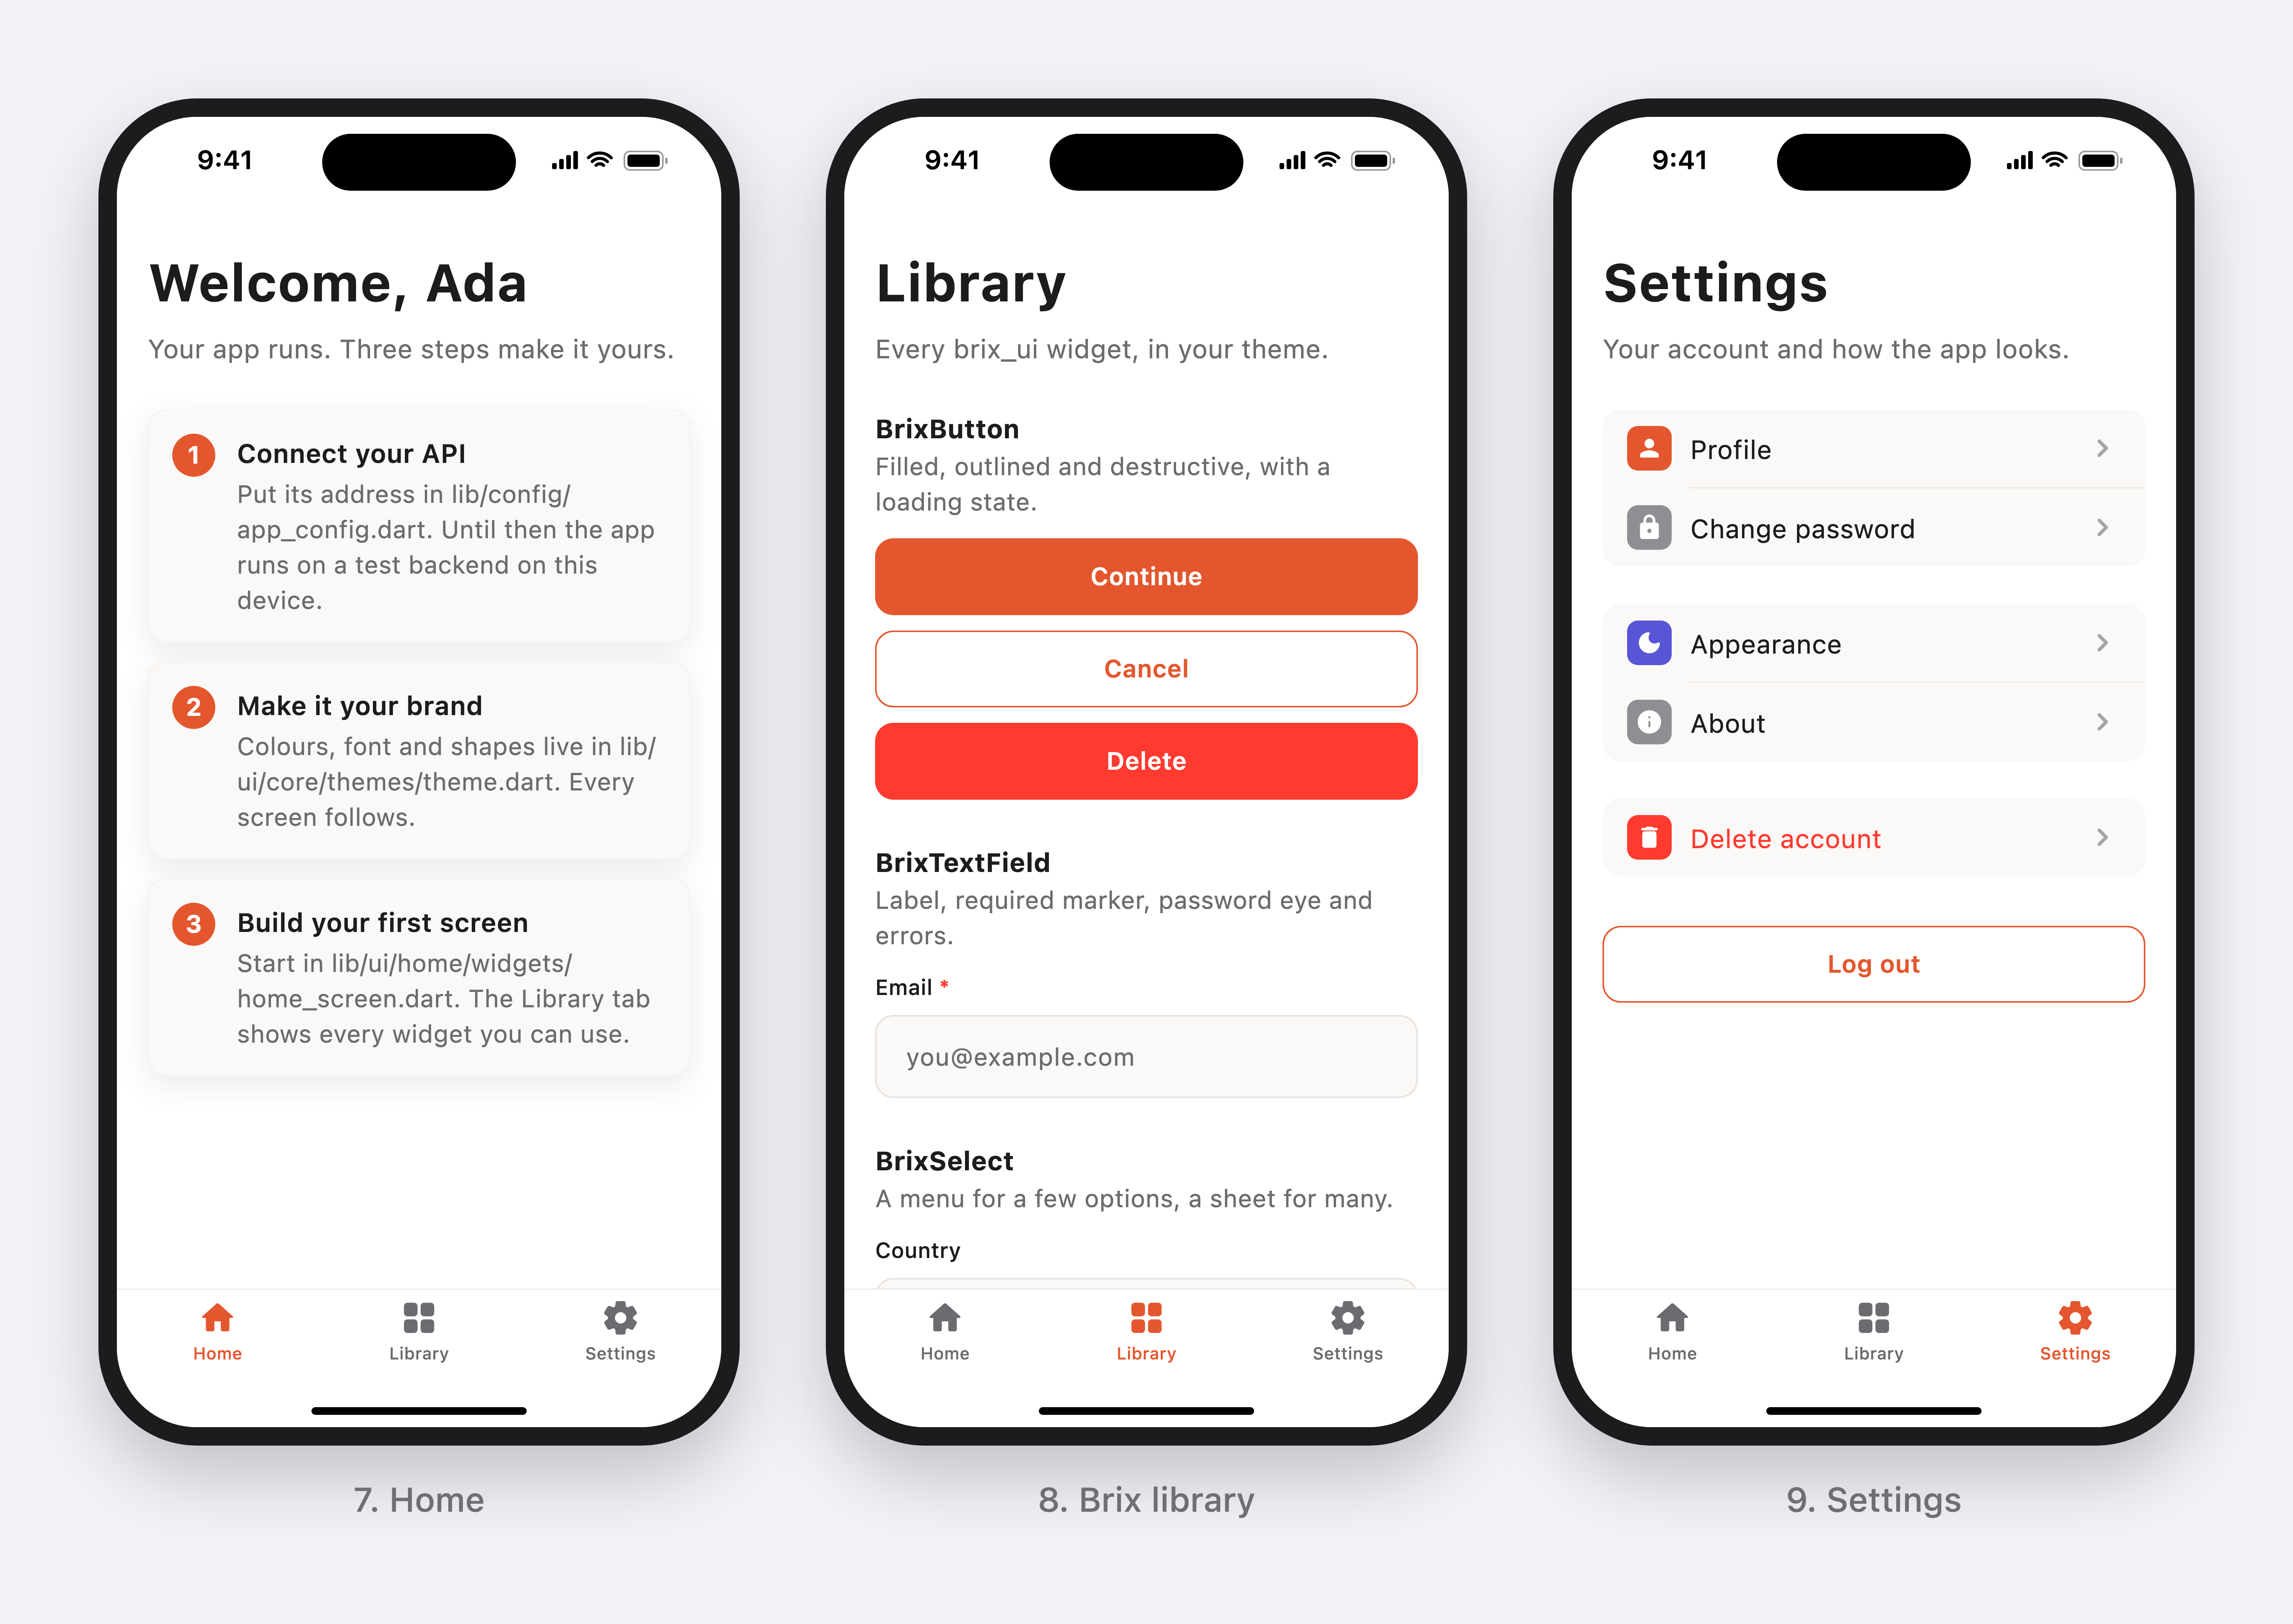 9:41
Welcome, Ada
Your app runs. Three steps make it yours.
1
Connect your API
Put its address in lib/config/
app_config.dart. Until then the app
runs on a test backend on this
device.
2
Make it your brand
Colours, font and shapes live in lib/
ui/core/themes/theme.dart. Every
screen follows.
3
Build your first screen
Start in lib/ui/home/widgets/
home_screen.dart. The Library tab
shows every widget you can use.
Home
Library
Settings
7. Home
9:41
Library
Every brix_ui widget, in your theme.
BrixButton
Filled, outlined and destructive, with a
loading state.
Continue
Cancel
Delete
BrixTextField
Label, required marker, password eye and
errors.
Email *
you@example.com
BrixSelect
A menu for a few options, a sheet for many.
Country
Home
Library
Settings
8. Brix library
9:41
Settings
Your account and how the app looks.
Profile
Change password
Appearance
About
Delete account
Log out
Home
Library
Settings
9. Settings